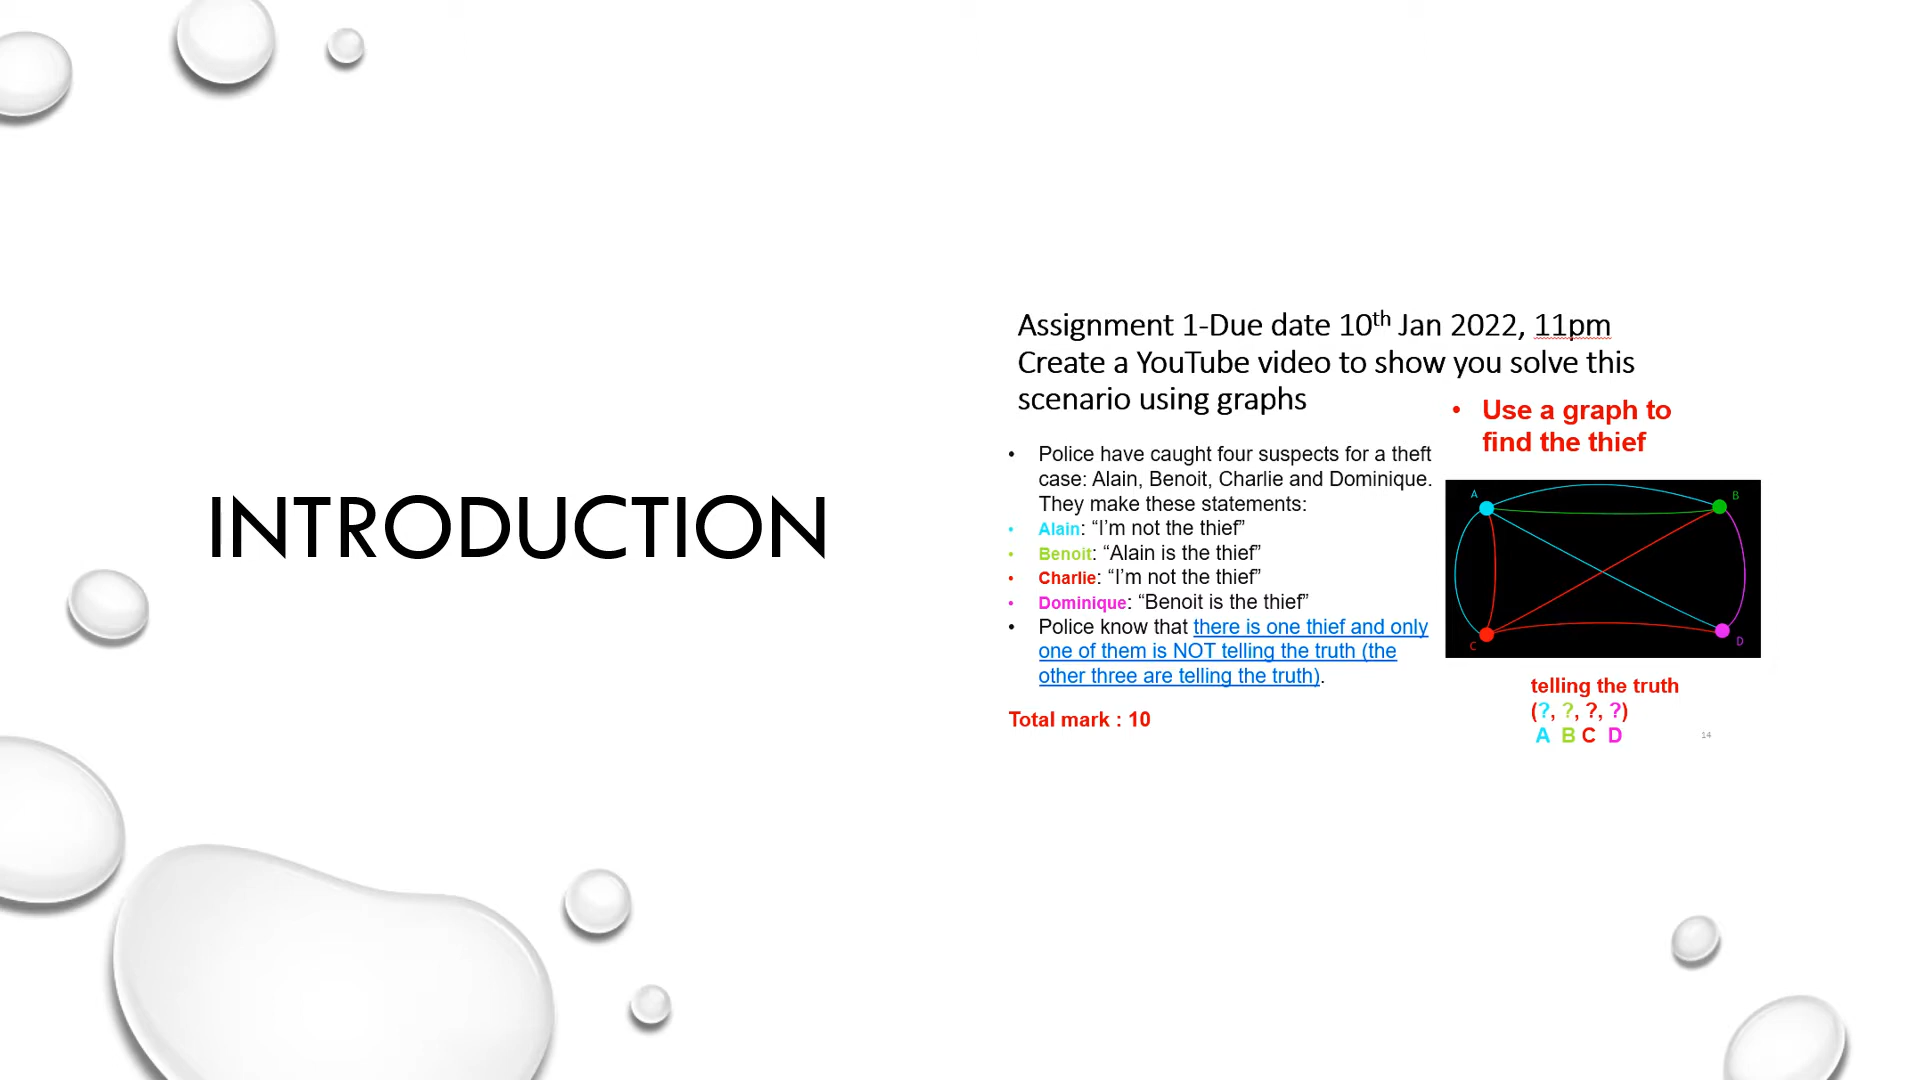 INTRODUCTION
Assignment 1-Due date 10th Jan 2022, 11pm
Create a YouTube video to show you solve this
scenario using graphs
• Use a graph to
find the thief
• Police have caught four suspects for a theft
case: Alain, Benoit, Charlie and Dominique.
They make these statements:
• Alain: “I’m not the thief”
• Benoit: “Alain is the thief”
• Charlie: “I’m not the thief”
• Dominique: “Benoit is the thief”
• Police know that there is one thief and only
one of them is NOT telling the truth (the
other three are telling the truth).
Total mark : 10
A B
C D
telling the truth
(?, ?, ?, ?)
A B C D
14